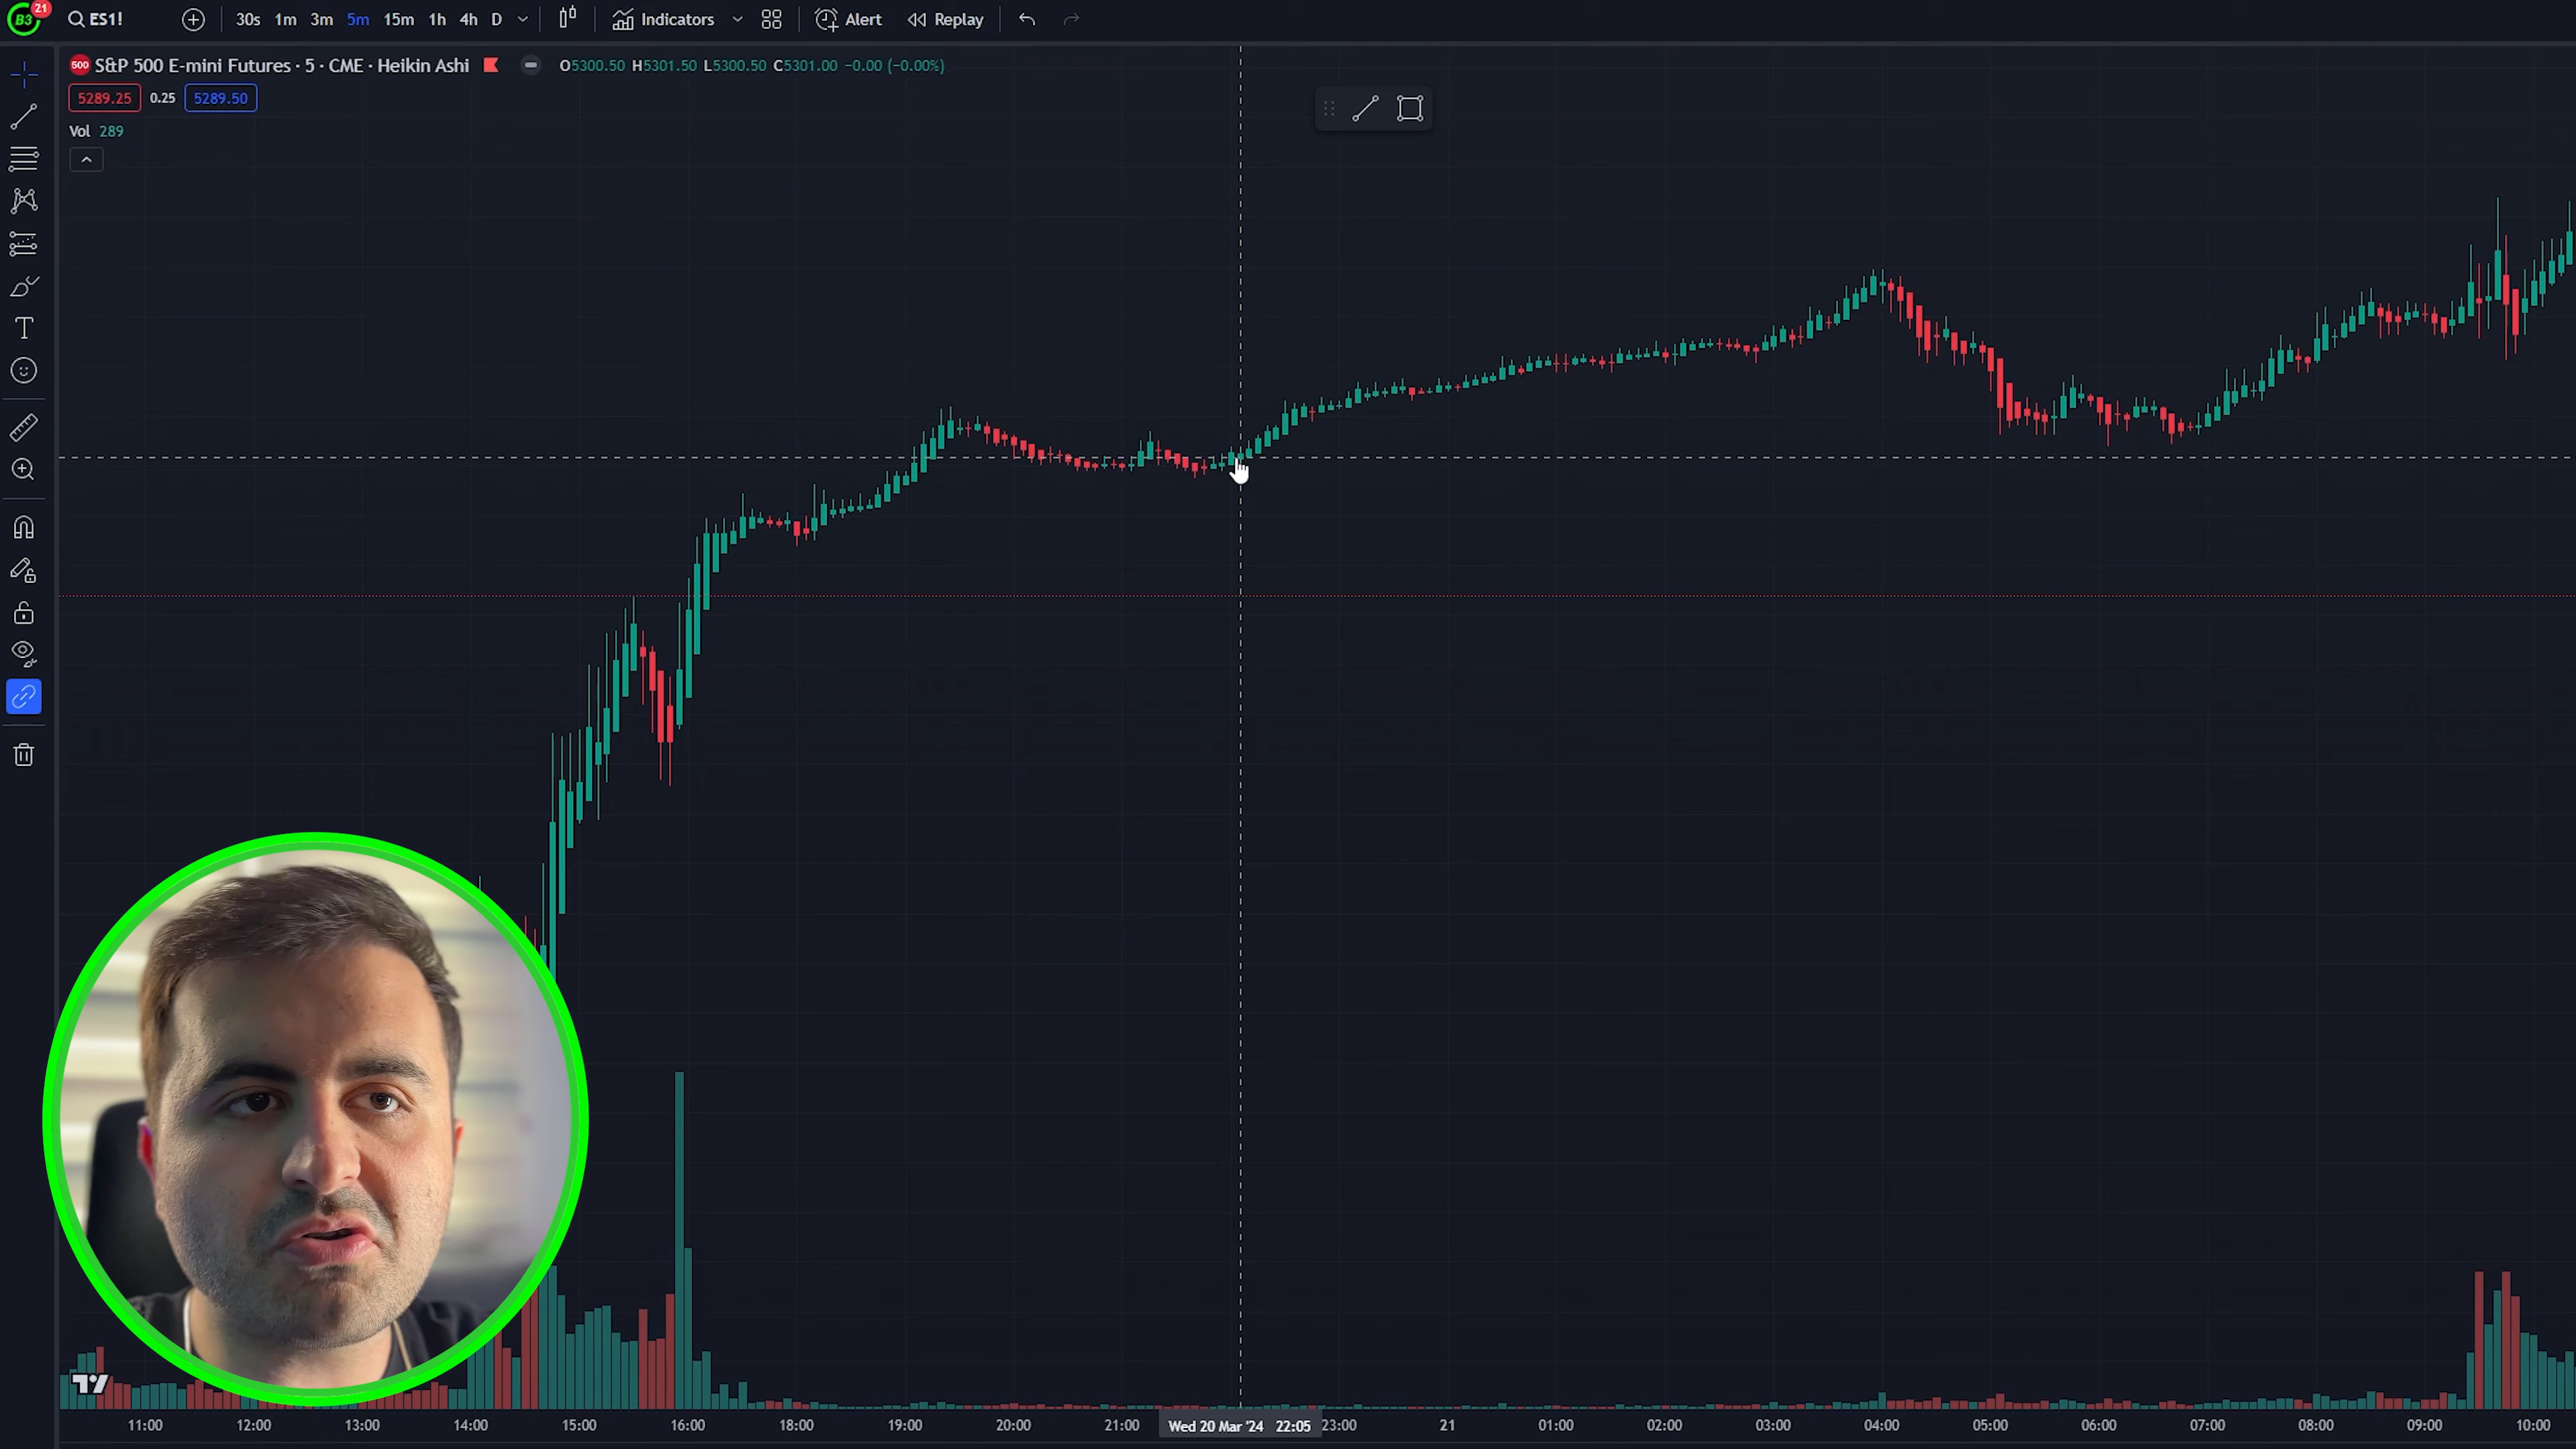 B3 21 ES1! 30s 1m 3m 5m 15m 1h 4h D Indicators Alert Replay
500 S&P 500 E-mini Futures · 5 · CME · Heikin Ashi O5300.50 H5301.50 L5300.50 C5301.00 −0.00 (−0.00%)
5289.25 0.25 5289.50
Vol 289
T
11:00 12:00 13:00 14:00 15:00 16:00 18:00 19:00 20:00 21:00 Wed 20 Mar '24 22:05 23:00 21 01:00 02:00 03:00 04:00 05:00 06:00 07:00 08:00 09:00 10:00